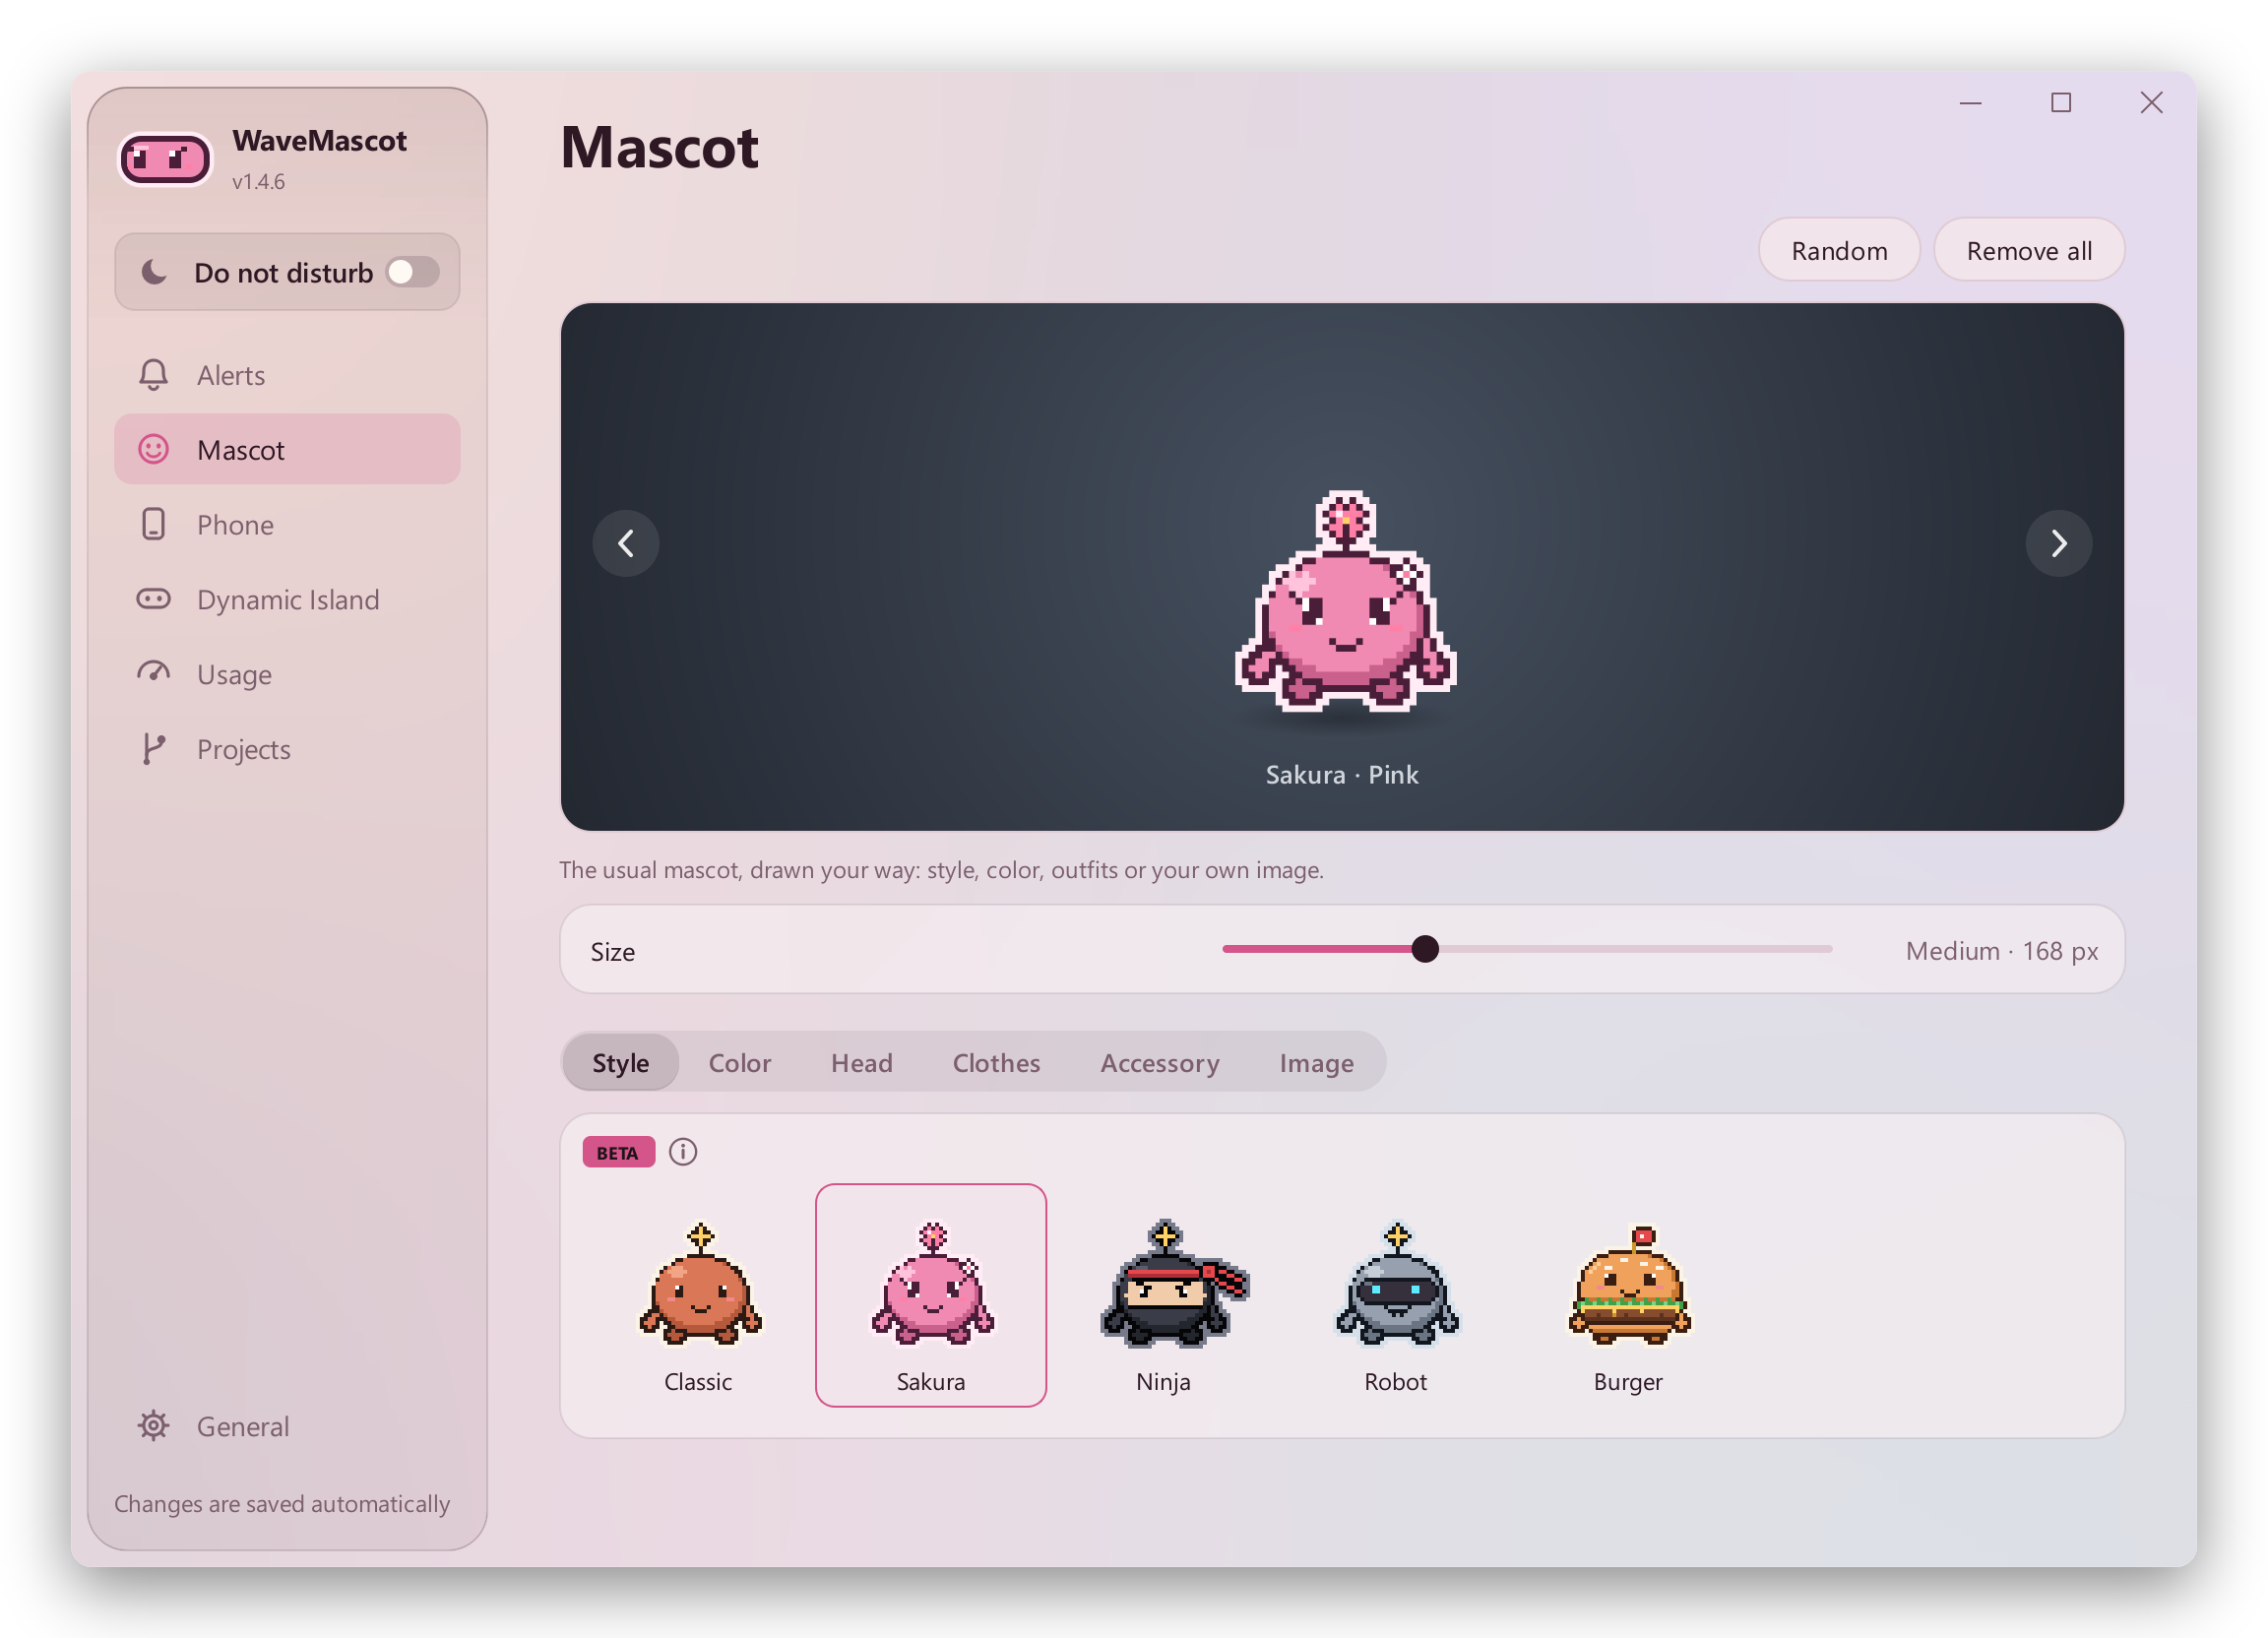 WaveMascot
v1.4.6
Do not disturb
Alerts
Mascot
Phone
Dynamic Island
Usage
Projects
General
Changes are saved automatically
Mascot
Random
Remove all
Sakura · Pink
The usual mascot, drawn your way: style, color, outfits or your own image.
Size
Medium · 168 px
Style
Color
Head
Clothes
Accessory
Image
BETA
Classic
Sakura
Ninja
Robot
Burger